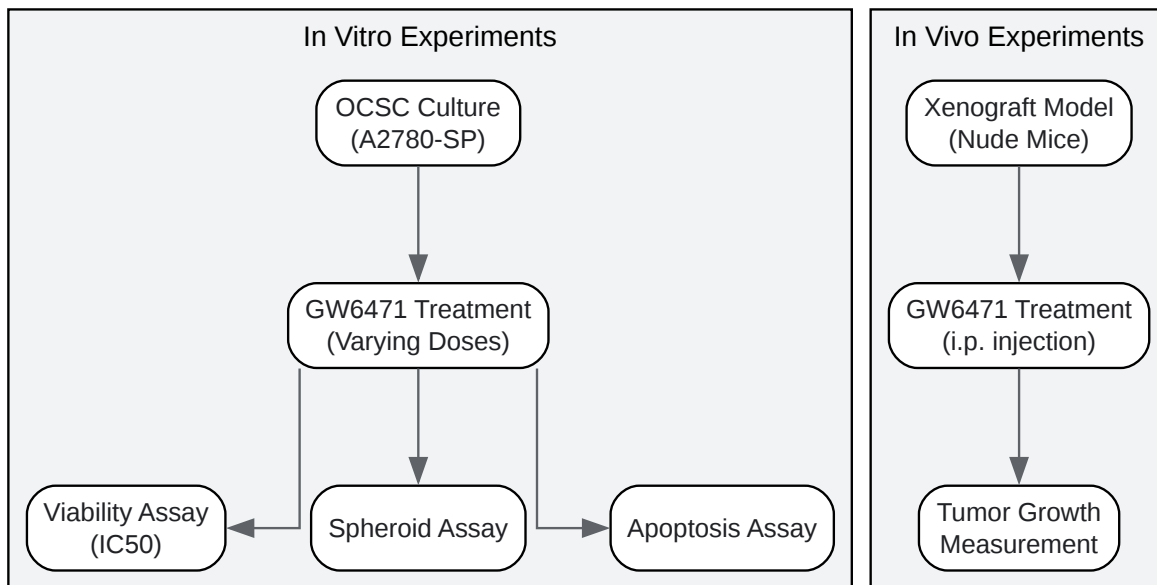 In Vitro Experiments
OCSC Culture
(A2780-SP)
GW6471 Treatment
(Varying Doses)
Viability Assay
(IC50)
Spheroid Assay
Apoptosis Assay
In Vivo Experiments
Xenograft Model
(Nude Mice)
GW6471 Treatment
(i.p. injection)
Tumor Growth
Measurement